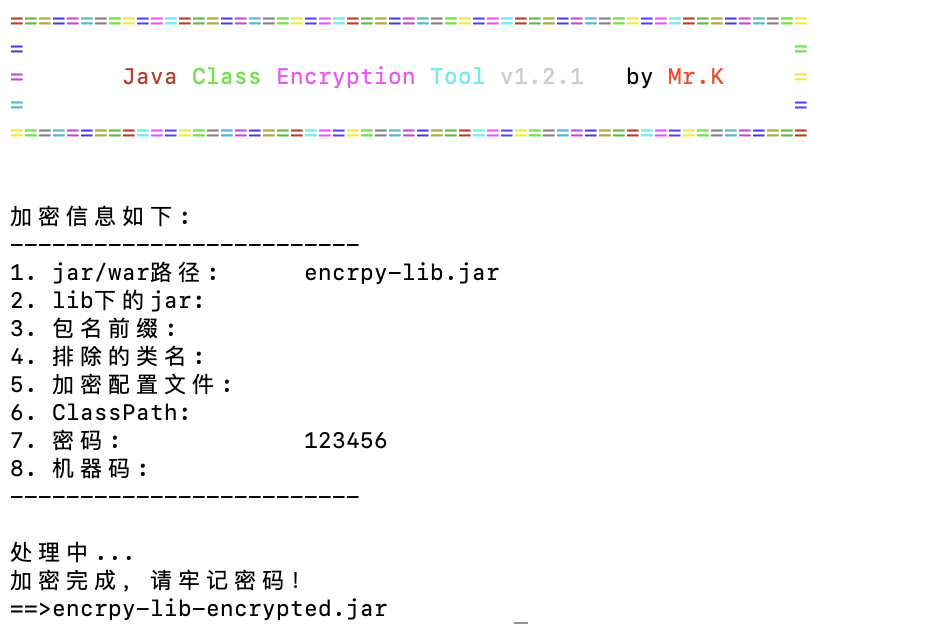 =========================================================
=                                                       =
=       Java Class Encryption Tool v1.2.1   by Mr.K     =
=                                                       =
=========================================================
加密信息如下:
-------------------------
1. jar/war路径:      encrpy-lib.jar
2. lib下的jar:
3. 包名前缀:
4. 排除的类名:
5. 加密配置文件:
6. ClassPath:
7. 密码:             123456
8. 机器码:
-------------------------
处理中...
加密完成, 请牢记密码!
==>encrpy-lib-encrypted.jar